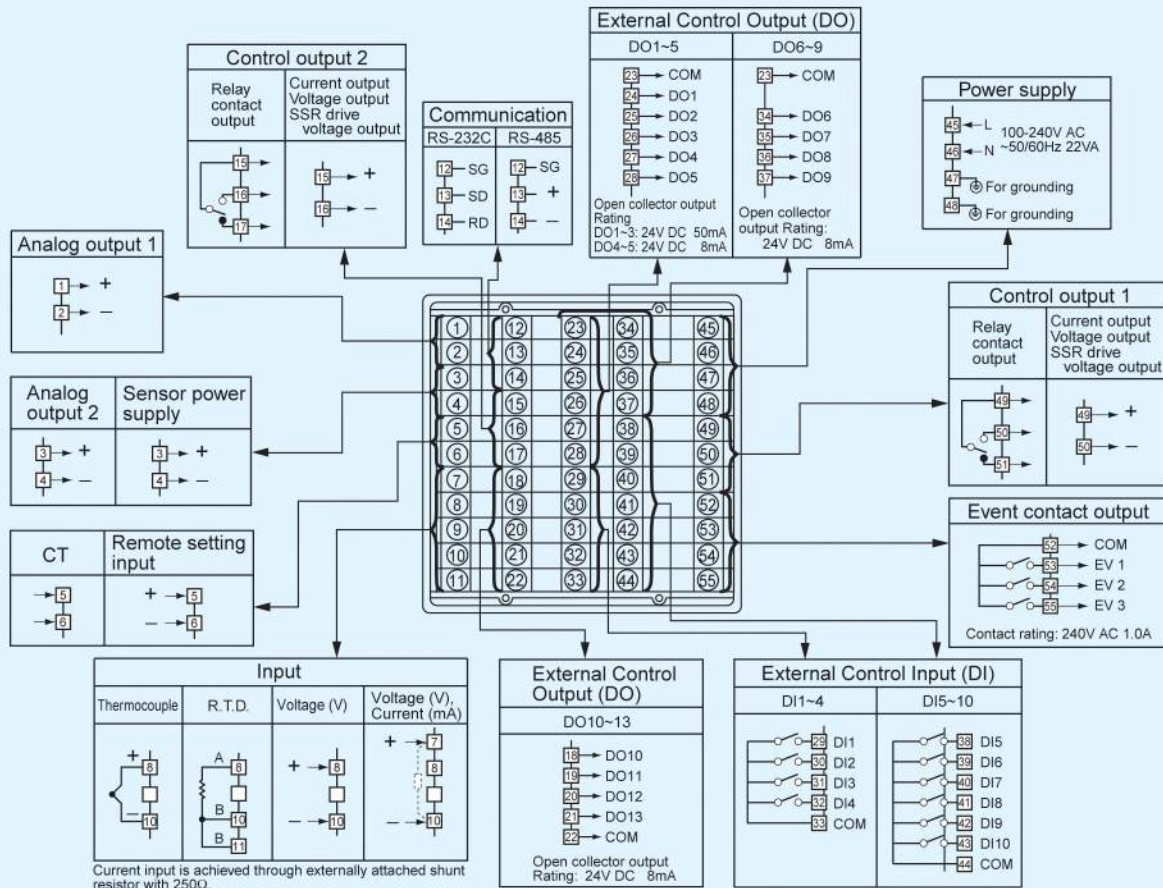 External Control Output (DO)
DO1~5 DO6~9
23 COM
24 DO1
25 DO2
26 DO3
27 DO4
28 DO5
Open collector output
Rating
DO1~3: 24V DC 50mA
DO4~5: 24V DC 8mA
23 COM
34 DO6
35 DO7
36 DO8
37 DO9
Open collector
output Rating:
24V DC 8mA
Control output 2
Relay
contact
output
15
16
17
Current output
Voltage output
SSR drive
voltage output
15 +
16 −
Communication
RS-232C RS-485
12 SG
13 SD
14 RD
12 SG
13 +
14 −
Power supply
45 L
46 N
100-240V AC
~50/60Hz 22VA
47 For grounding
48 For grounding
Analog output 1
1 +
2 −
Control output 1
Relay
contact
output
49
50
51
Current output
Voltage output
SSR drive
voltage output
49 +
50 −
1 12 23 34 45
2 13 24 35 46
3 14 25 36 47
4 15 26 37 48
5 16 27 38 49
6 17 28 39 50
7 18 29 40 51
8 19 30 41 52
9 20 31 42 53
10 21 32 43 54
11 22 33 44 55
Analog
output 2
3 +
4 −
Sensor power
supply
3 +
4 −
Event contact output
52 COM
53 EV 1
54 EV 2
55 EV 3
Contact rating: 240V AC 1.0A
CT
5
6
Remote setting
input
+ 5
− 6
Input
Thermocouple
+ 8
− 10
R.T.D.
A 8
B 10
B 11
Voltage (V)
+ 8
− 10
Voltage (V),
Current (mA)
+ 7
8
− 10
Current input is achieved through externally attached shunt
resistor with 250Ω.
External Control
Output (DO)
DO10~13
18 DO10
19 DO11
20 DO12
21 DO13
22 COM
Open collector output
Rating: 24V DC 8mA
External Control Input (DI)
DI1~4 DI5~10
29 DI1
30 DI2
31 DI3
32 DI4
33 COM
38 DI5
39 DI6
40 DI7
41 DI8
42 DI9
43 DI10
44 COM